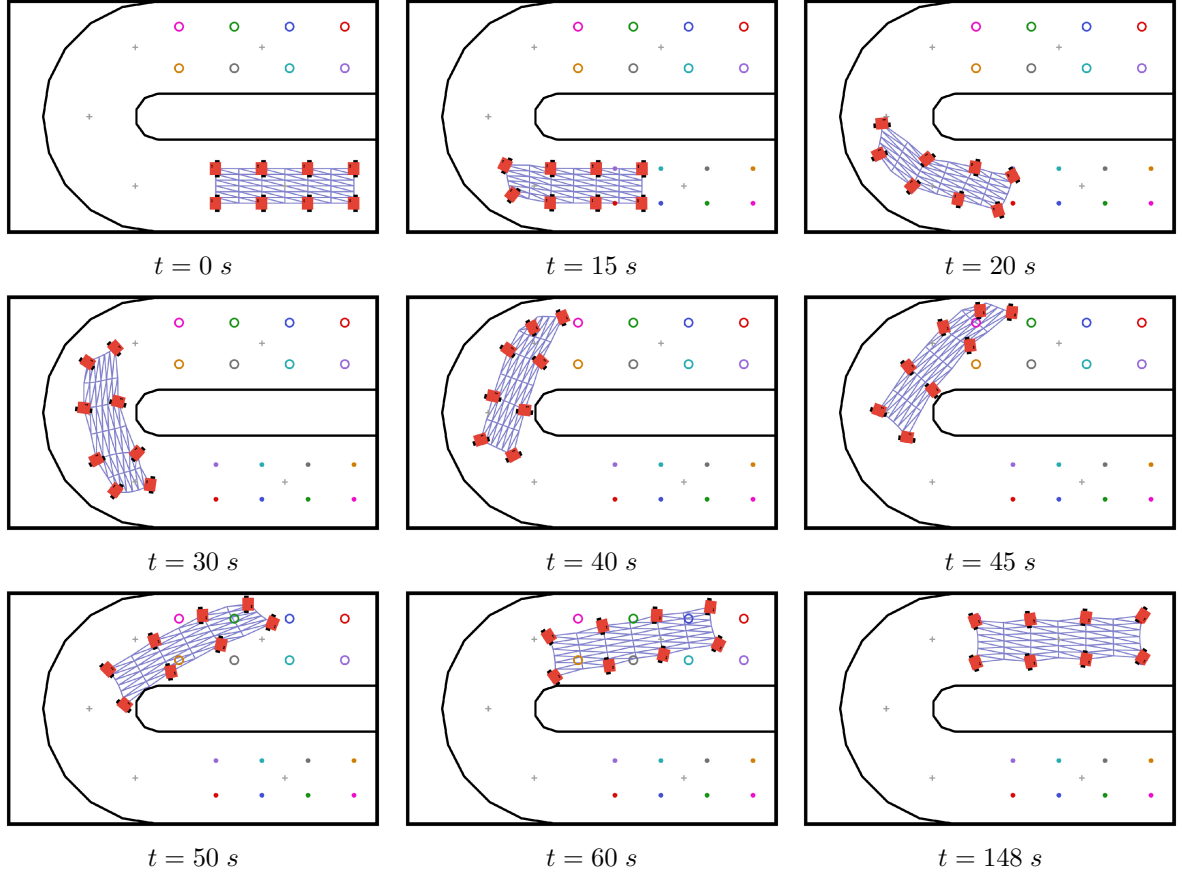 t = 0 s
t = 15 s
t = 20 s
t = 30 s
t = 40 s
t = 45 s
t = 50 s
t = 60 s
t = 148 s